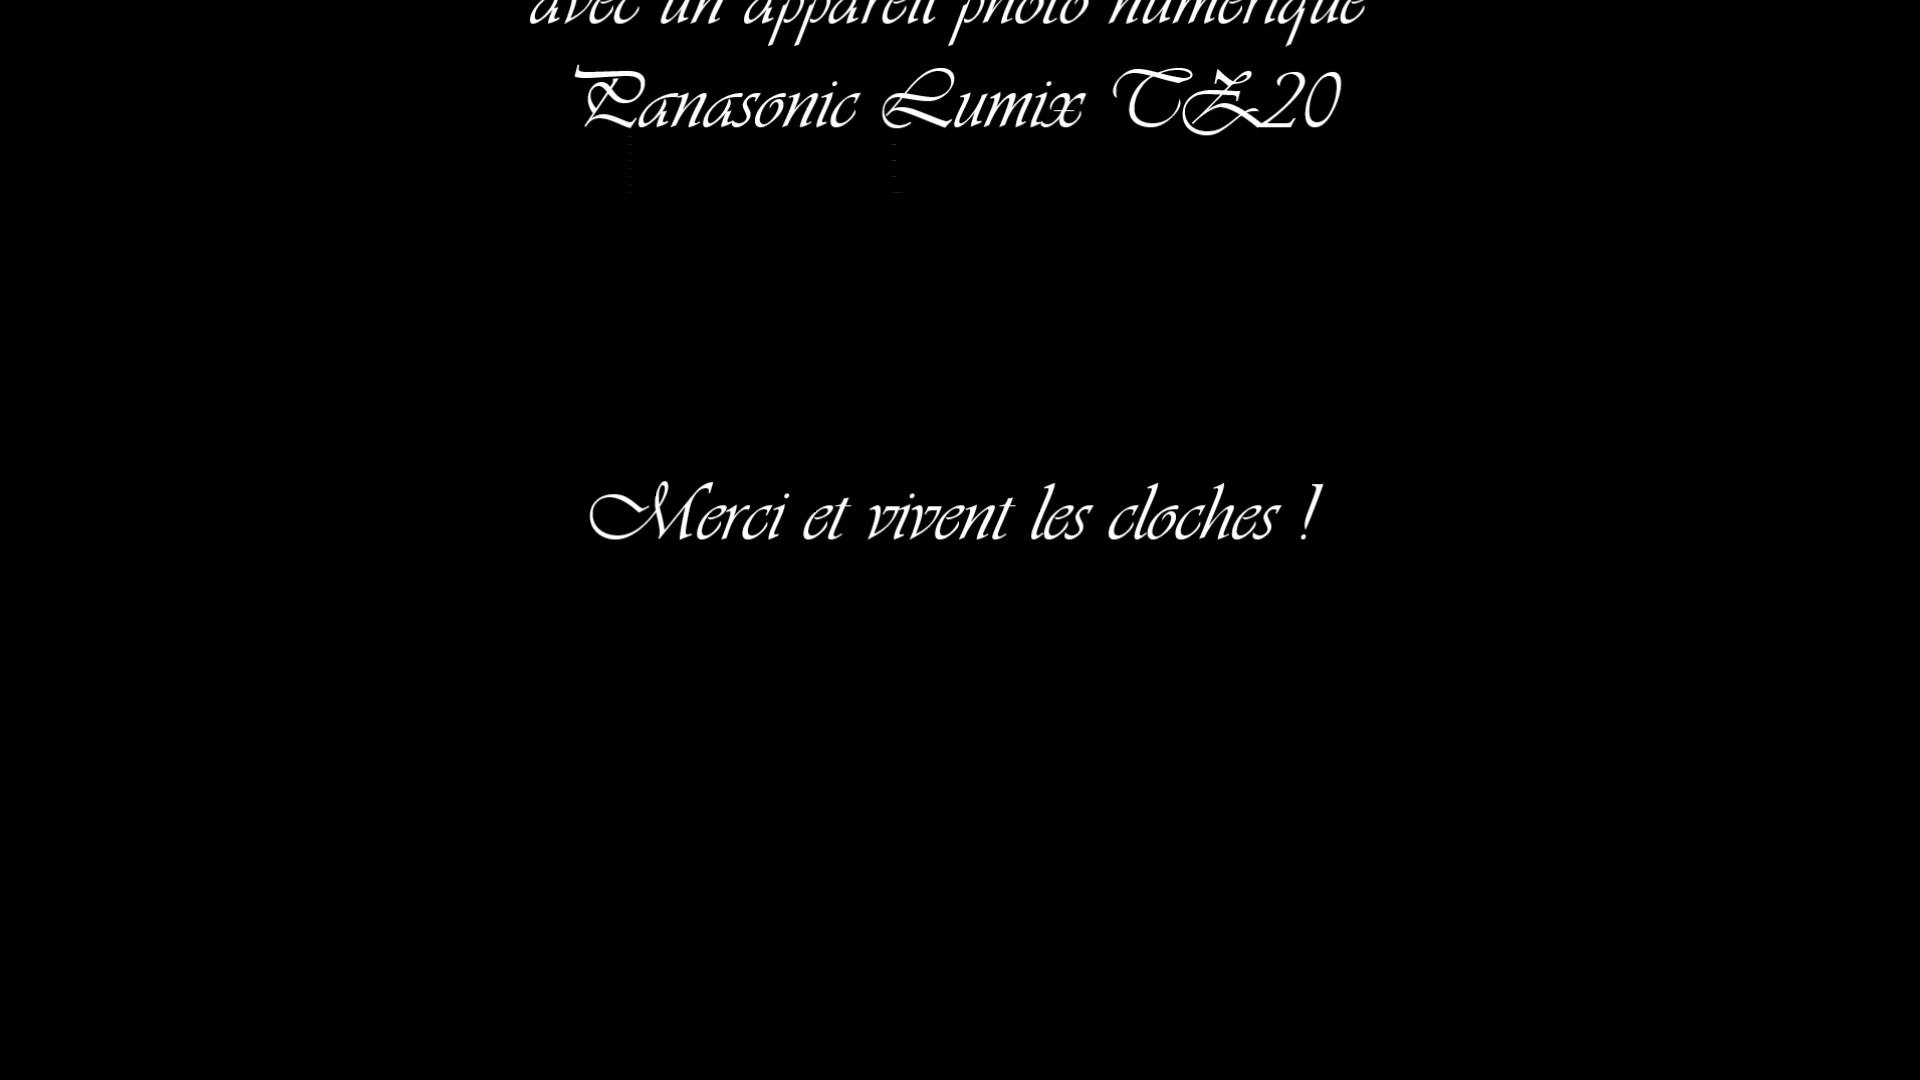 avec un appareil photo numérique
Panasonic Lumix TZ20
Merci et vivent les cloches !